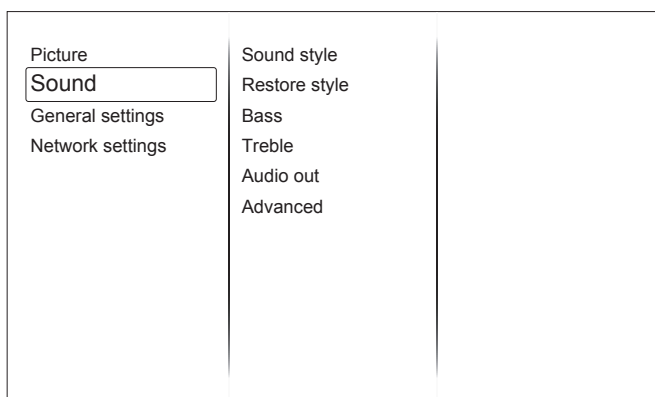 Picture
Sound
General settings
Network settings
Sound style
Restore style
Bass
Treble
Audio out
Advanced